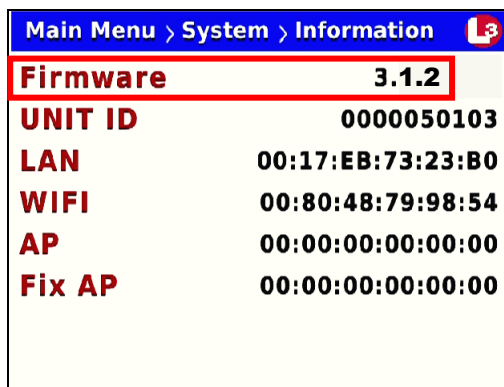 Main Menu > System > Information L3
Firmware 3.1.2
UNIT ID 0000050103
LAN 00:17:EB:73:23:B0
WIFI 00:80:48:79:98:54
AP 00:00:00:00:00:00
Fix AP 00:00:00:00:00:00